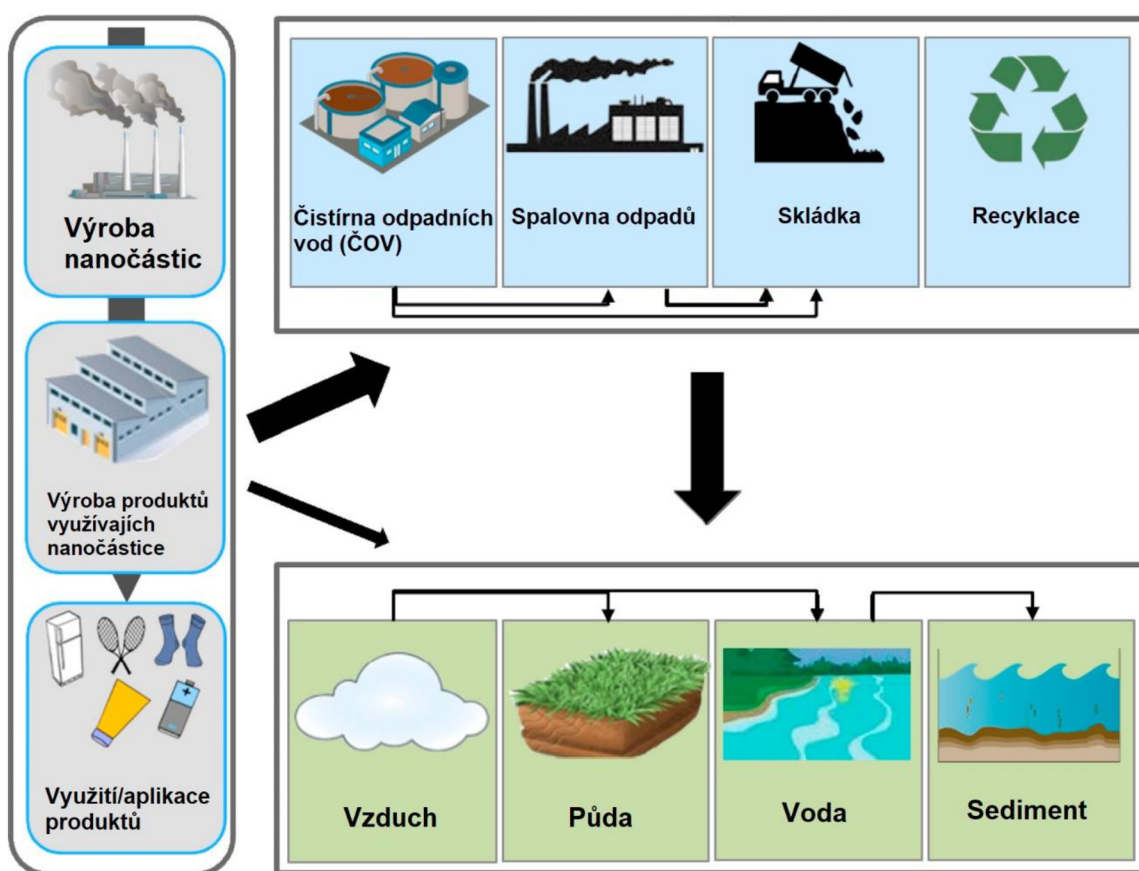 Výroba
nanočástic
Výroba produktů
využívajích
nanočástice
Využití/aplikace
produktů
Čistírna odpadních
vod (ČOV)
Spalovna odpadů
Skládka
Recyklace
Vzduch
Půda
Voda
Sediment